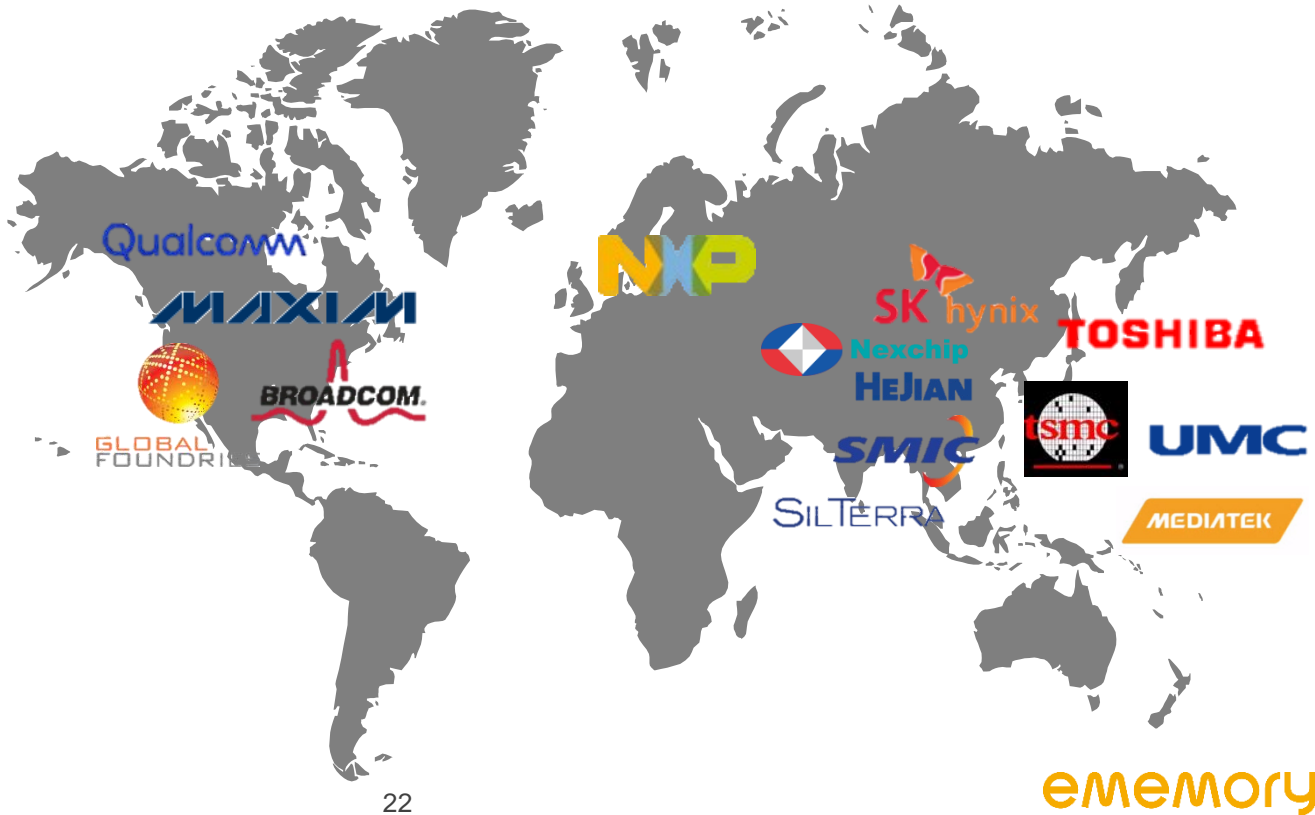 Qualcomm
MAXIM
GLOBAL
FOUNDRIES
BROADCOM.
NXP
SK hynix
Nexchip
HEJIAN
SMIC
SILTERRA
TOSHIBA
tsmc
®
UMC
MEDIATEK
22
ememory